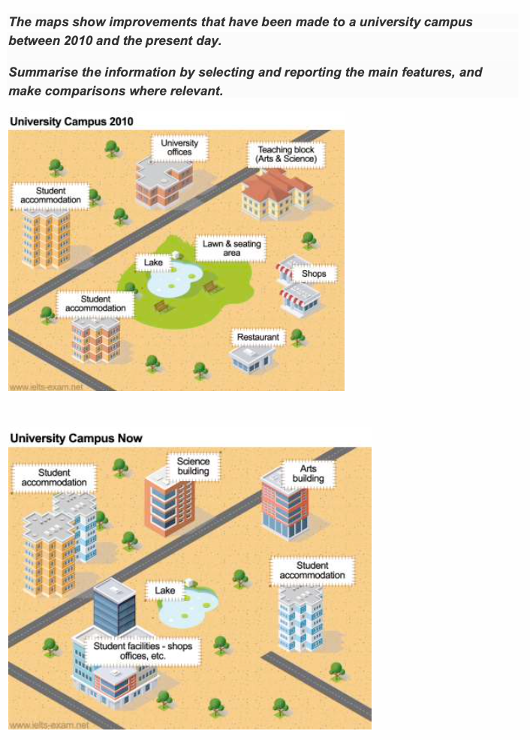 The maps show improvements that have been made to a university campus
between 2010 and the present day.
Summarise the information by selecting and reporting the main features, and
make comparisons where relevant.
University Campus 2010
University
offices
Teaching block
(Arts & Science)
Student
accommodation
Lawn & seating
area
Lake
Shops
Student
accommodation
Restaurant
www.ielts-exam.net
University Campus Now
Science
building
Student
accommodation
Arts
building
Student
accommodation
Lake
Student facilities - shops
offices, etc.
www.ielts-exam.net